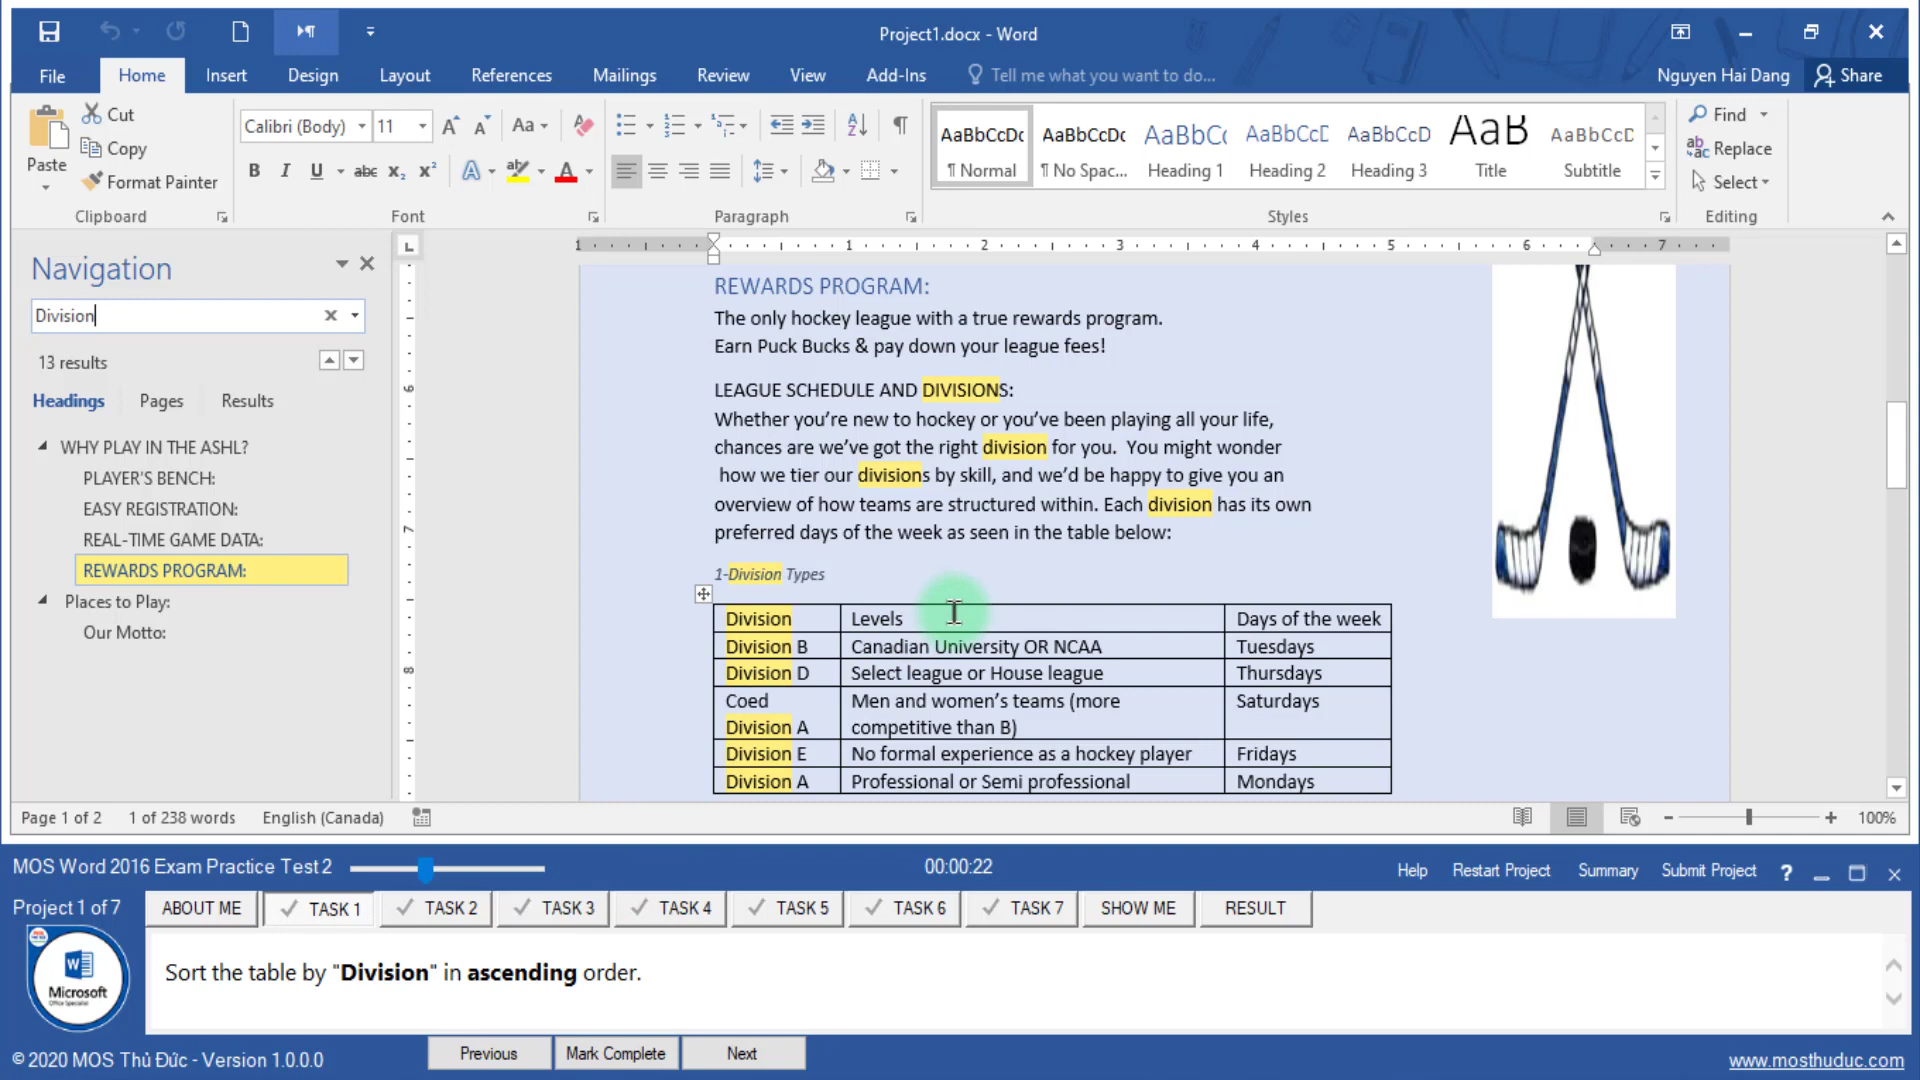 Project1.docx - Word
File
Home
Insert
Design
Layout
References
Mailings
Review
View
Add-Ins
Tell me what you want to do...
Nguyen Hai Dang
Share
Paste
Cut
Copy
Format Painter
Clipboard
Calibri (Body)
11
Font
Paragraph
AaBbCcDc
¶ Normal
AaBbCcDc
¶ No Spac...
AaBbC(
Heading 1
AaBbCcD
Heading 2
AaBbCcD
Heading 3
AaB
Title
AaBbCcD
Subtitle
Styles
Find
Replace
Select
Editing
Navigation
Division
13 results
Headings
Pages
Results
WHY PLAY IN THE ASHL?
PLAYER'S BENCH:
EASY REGISTRATION:
REAL-TIME GAME DATA:
REWARDS PROGRAM:
Places to Play:
Our Motto:
1 1 2 3 4 5 6 7
6
7
8
REWARDS PROGRAM:
The only hockey league with a true rewards program.
Earn Puck Bucks & pay down your league fees!
LEAGUE SCHEDULE AND DIVISIONS:
Whether you're new to hockey or you've been playing all your life,
chances are we've got the right division for you. You might wonder
how we tier our divisions by skill, and we'd be happy to give you an
overview of how teams are structured within. Each division has its own
preferred days of the week as seen in the table below:
1-Division Types
Division Levels Days of the week
Division B Canadian University OR NCAA Tuesdays
Division D Select league or House league Thursdays
Coed Men and women's teams (more Saturdays
Division A competitive than B)
Division E No formal experience as a hockey player Fridays
Division A Professional or Semi professional Mondays
Page 1 of 2
1 of 238 words
English (Canada)
100%
MOS Word 2016 Exam Practice Test 2
00:00:22
Help
Restart Project
Summary
Submit Project
?
Project 1 of 7
ABOUT ME
TASK 1
TASK 2
TASK 3
TASK 4
TASK 5
TASK 6
TASK 7
SHOW ME
RESULT
Microsoft
Sort the table by "Division" in ascending order.
© 2020 MOS Thủ Đức - Version 1.0.0.0
Previous
Mark Complete
Next
www.mosthuduc.com